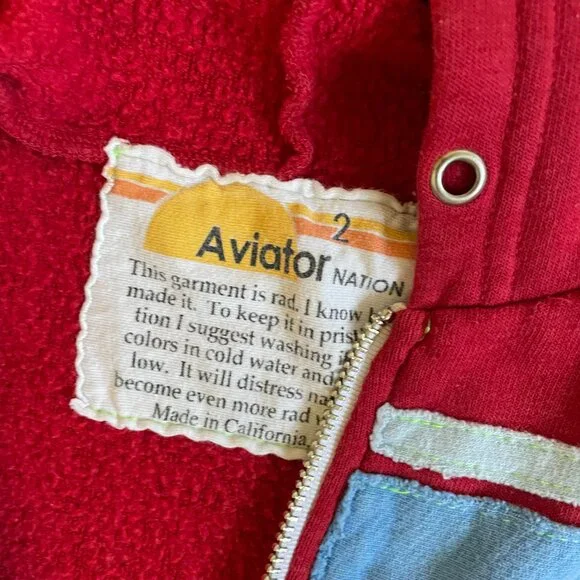 2
Aviator NATION
This garment is rad. I know
made it. To keep it in
tion I suggest washing
colors in cold water and
low. It will distress
become even more rad
Made in California